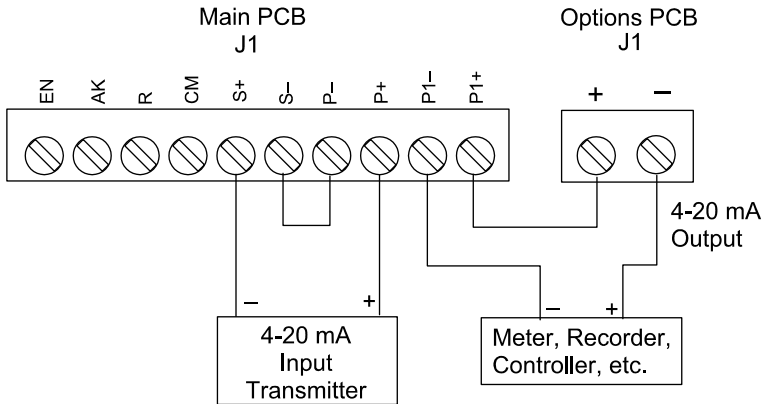 Main PCB
J1
Options PCB
J1
EN AK R CM S+ S– P– P+ P1– P1+
+ –
4-20 mA
Output
– +
– +
4-20 mA
Input
Transmitter
Meter, Recorder,
Controller, etc.